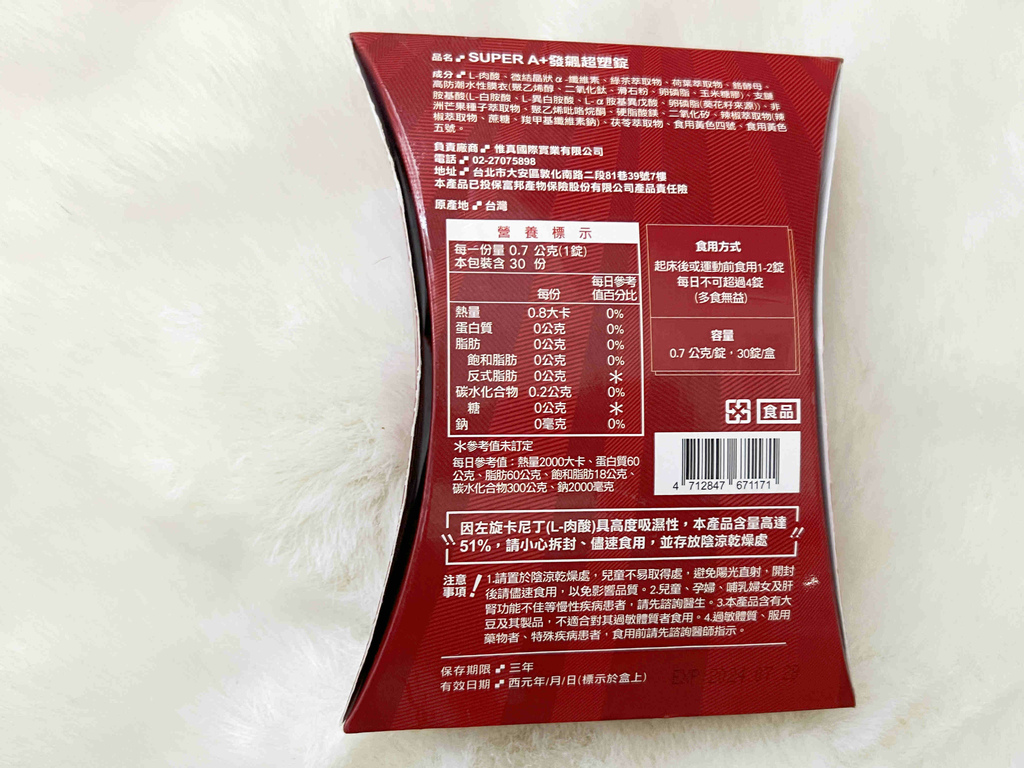 品名 SUPER A+發飆超塑錠
成分 L-肉酸、微結晶狀α-纖維素、綠茶萃取物、荷葉萃取物、鉻酵母、
高防潮水性膜衣(聚乙烯醇、二氧化鈦、滑石粉、卵磷脂、玉米糖膠)、支鏈
胺基酸(L-白胺酸、L-異白胺酸、L-α胺基異戊酸、卵磷脂(葵花籽來源))、非
洲芒果種子萃取物、聚乙烯吡咯烷酮、硬脂酸鎂、二氧化矽、辣椒萃取物(辣
椒萃取物、蔗糖、羧甲基纖維素鈉)、茯苓萃取物、食用黃色四號、食用黃色
五號。
負責廠商 惟真國際實業有限公司
電話 02-27075898
地址 台北市大安區敦化南路二段81巷39號7樓
本產品已投保富邦產物保險股份有限公司產品責任險
原產地 台灣
營養標示
每一份量 0.7 公克(1錠)
本包裝含 30 份
每份 每日參考值百分比
熱量 0.8大卡 0%
蛋白質 0公克 0%
脂肪 0公克 0%
飽和脂肪 0公克 0%
反式脂肪 0公克 *
碳水化合物 0.2公克 0%
糖 0公克 *
鈉 0毫克 0%
*參考值未訂定
每日參考值：熱量2000大卡、蛋白質60
公克、脂肪60公克、飽和脂肪18公克、
碳水化合物300公克、鈉2000毫克
食用方式
起床後或運動前食用1-2錠
每日不可超過4錠
(多食無益)
容量
0.7 公克/錠，30錠/盒
食品
4 712847 671171
因左旋卡尼丁(L-肉酸)具高度吸濕性，本產品含量高達
51%，請小心拆封、儘速食用，並存放陰涼乾燥處!!
注意事項! 1.請置於陰涼乾燥處，兒童不易取得處，避免陽光直射，開封
後請儘速食用，以免影響品質。2.兒童、孕婦、哺乳婦女及肝
腎功能不佳等慢性疾病患者，請先諮詢醫生。3.本產品含有大
豆及其製品，不適合對其過敏體質者食用。4.過敏體質、服用
藥物者、特殊疾病患者，食用前請先諮詢醫師指示。
保存期限 三年
有效日期 西元年/月/日(標示於盒上)